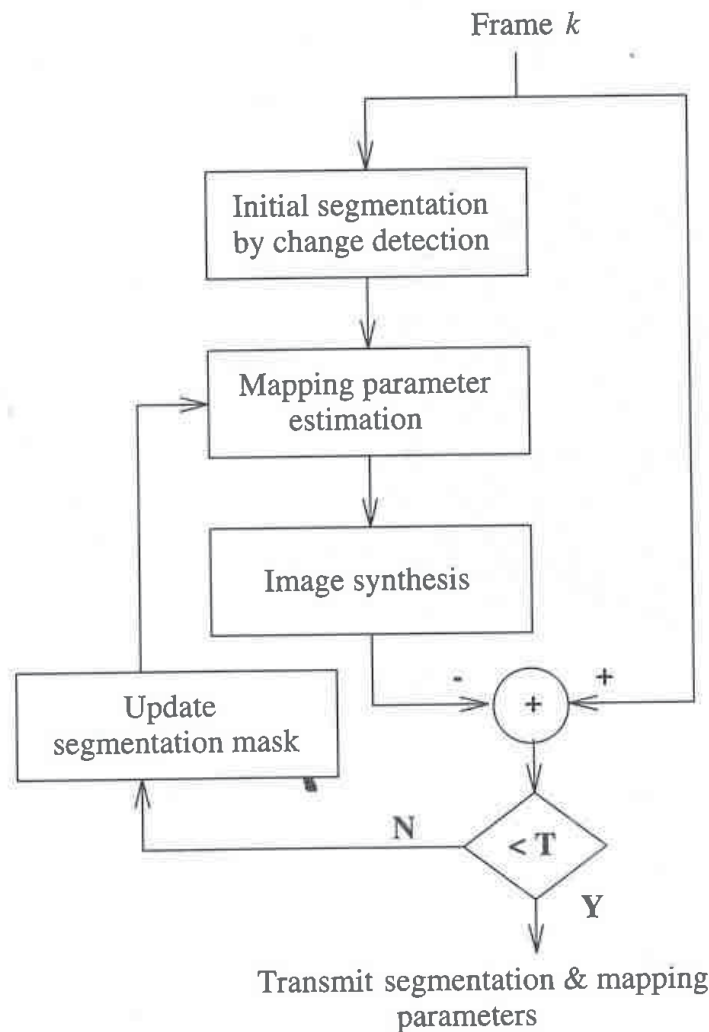 Frame k
Initial segmentation
by change detection
Mapping parameter
estimation
Image synthesis
- +
+
Update
segmentation mask
N
< T
Y
Transmit segmentation & mapping
parameters